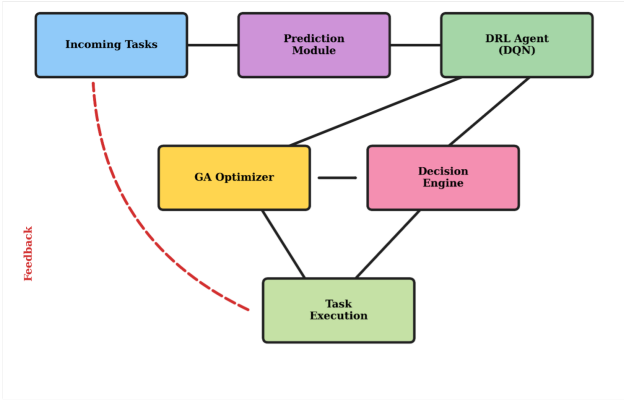 Incoming Tasks
Prediction
Module
DRL Agent
(DQN)
GA Optimizer
Decision
Engine
Feedback
Task
Execution